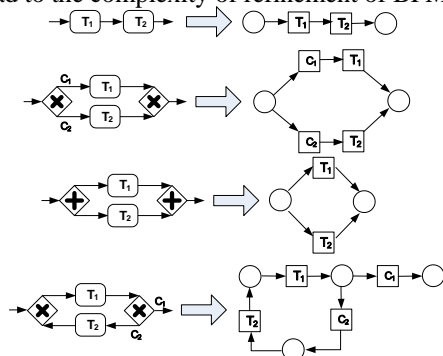 ad to the complexity of refinement of BPM
T₁ T₂ T₁ T₂
C₁ T₁ C₁ T₁
T₂ C₂ C₂ T₂
T₁ T₁
T₂ T₂
T₁ C₁ T₁ C₁
T₂ C₂ T₂ C₂